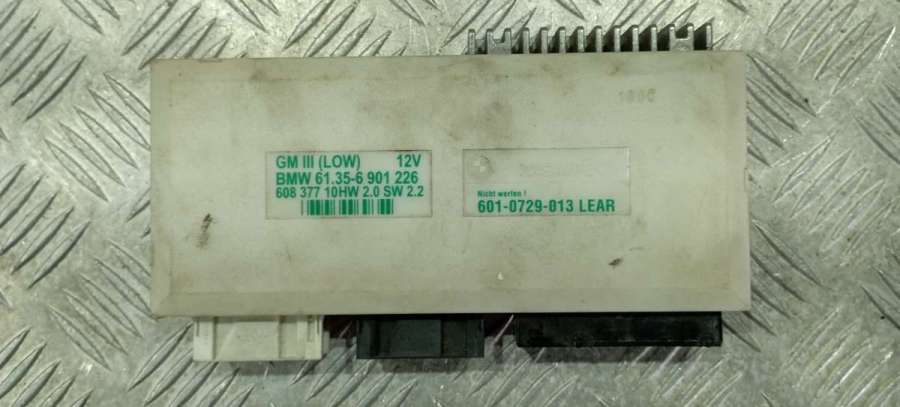 GM III (LOW) 12V
BMW 61.35-6 901 226
608 377 10HW 2.0 SW 2.2
Nicht werfen !
601-0729-013 LEAR